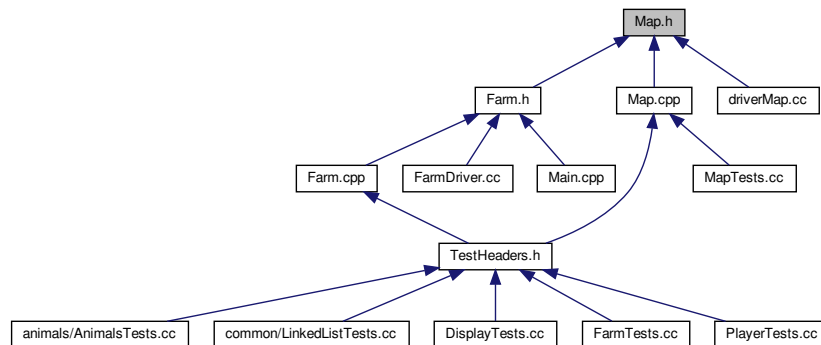 Map.h
Farm.h
Map.cpp
driverMap.cc
Farm.cpp
FarmDriver.cc
Main.cpp
MapTests.cc
TestHeaders.h
animals/AnimalsTests.cc
common/LinkedListTests.cc
DisplayTests.cc
FarmTests.cc
PlayerTests.cc